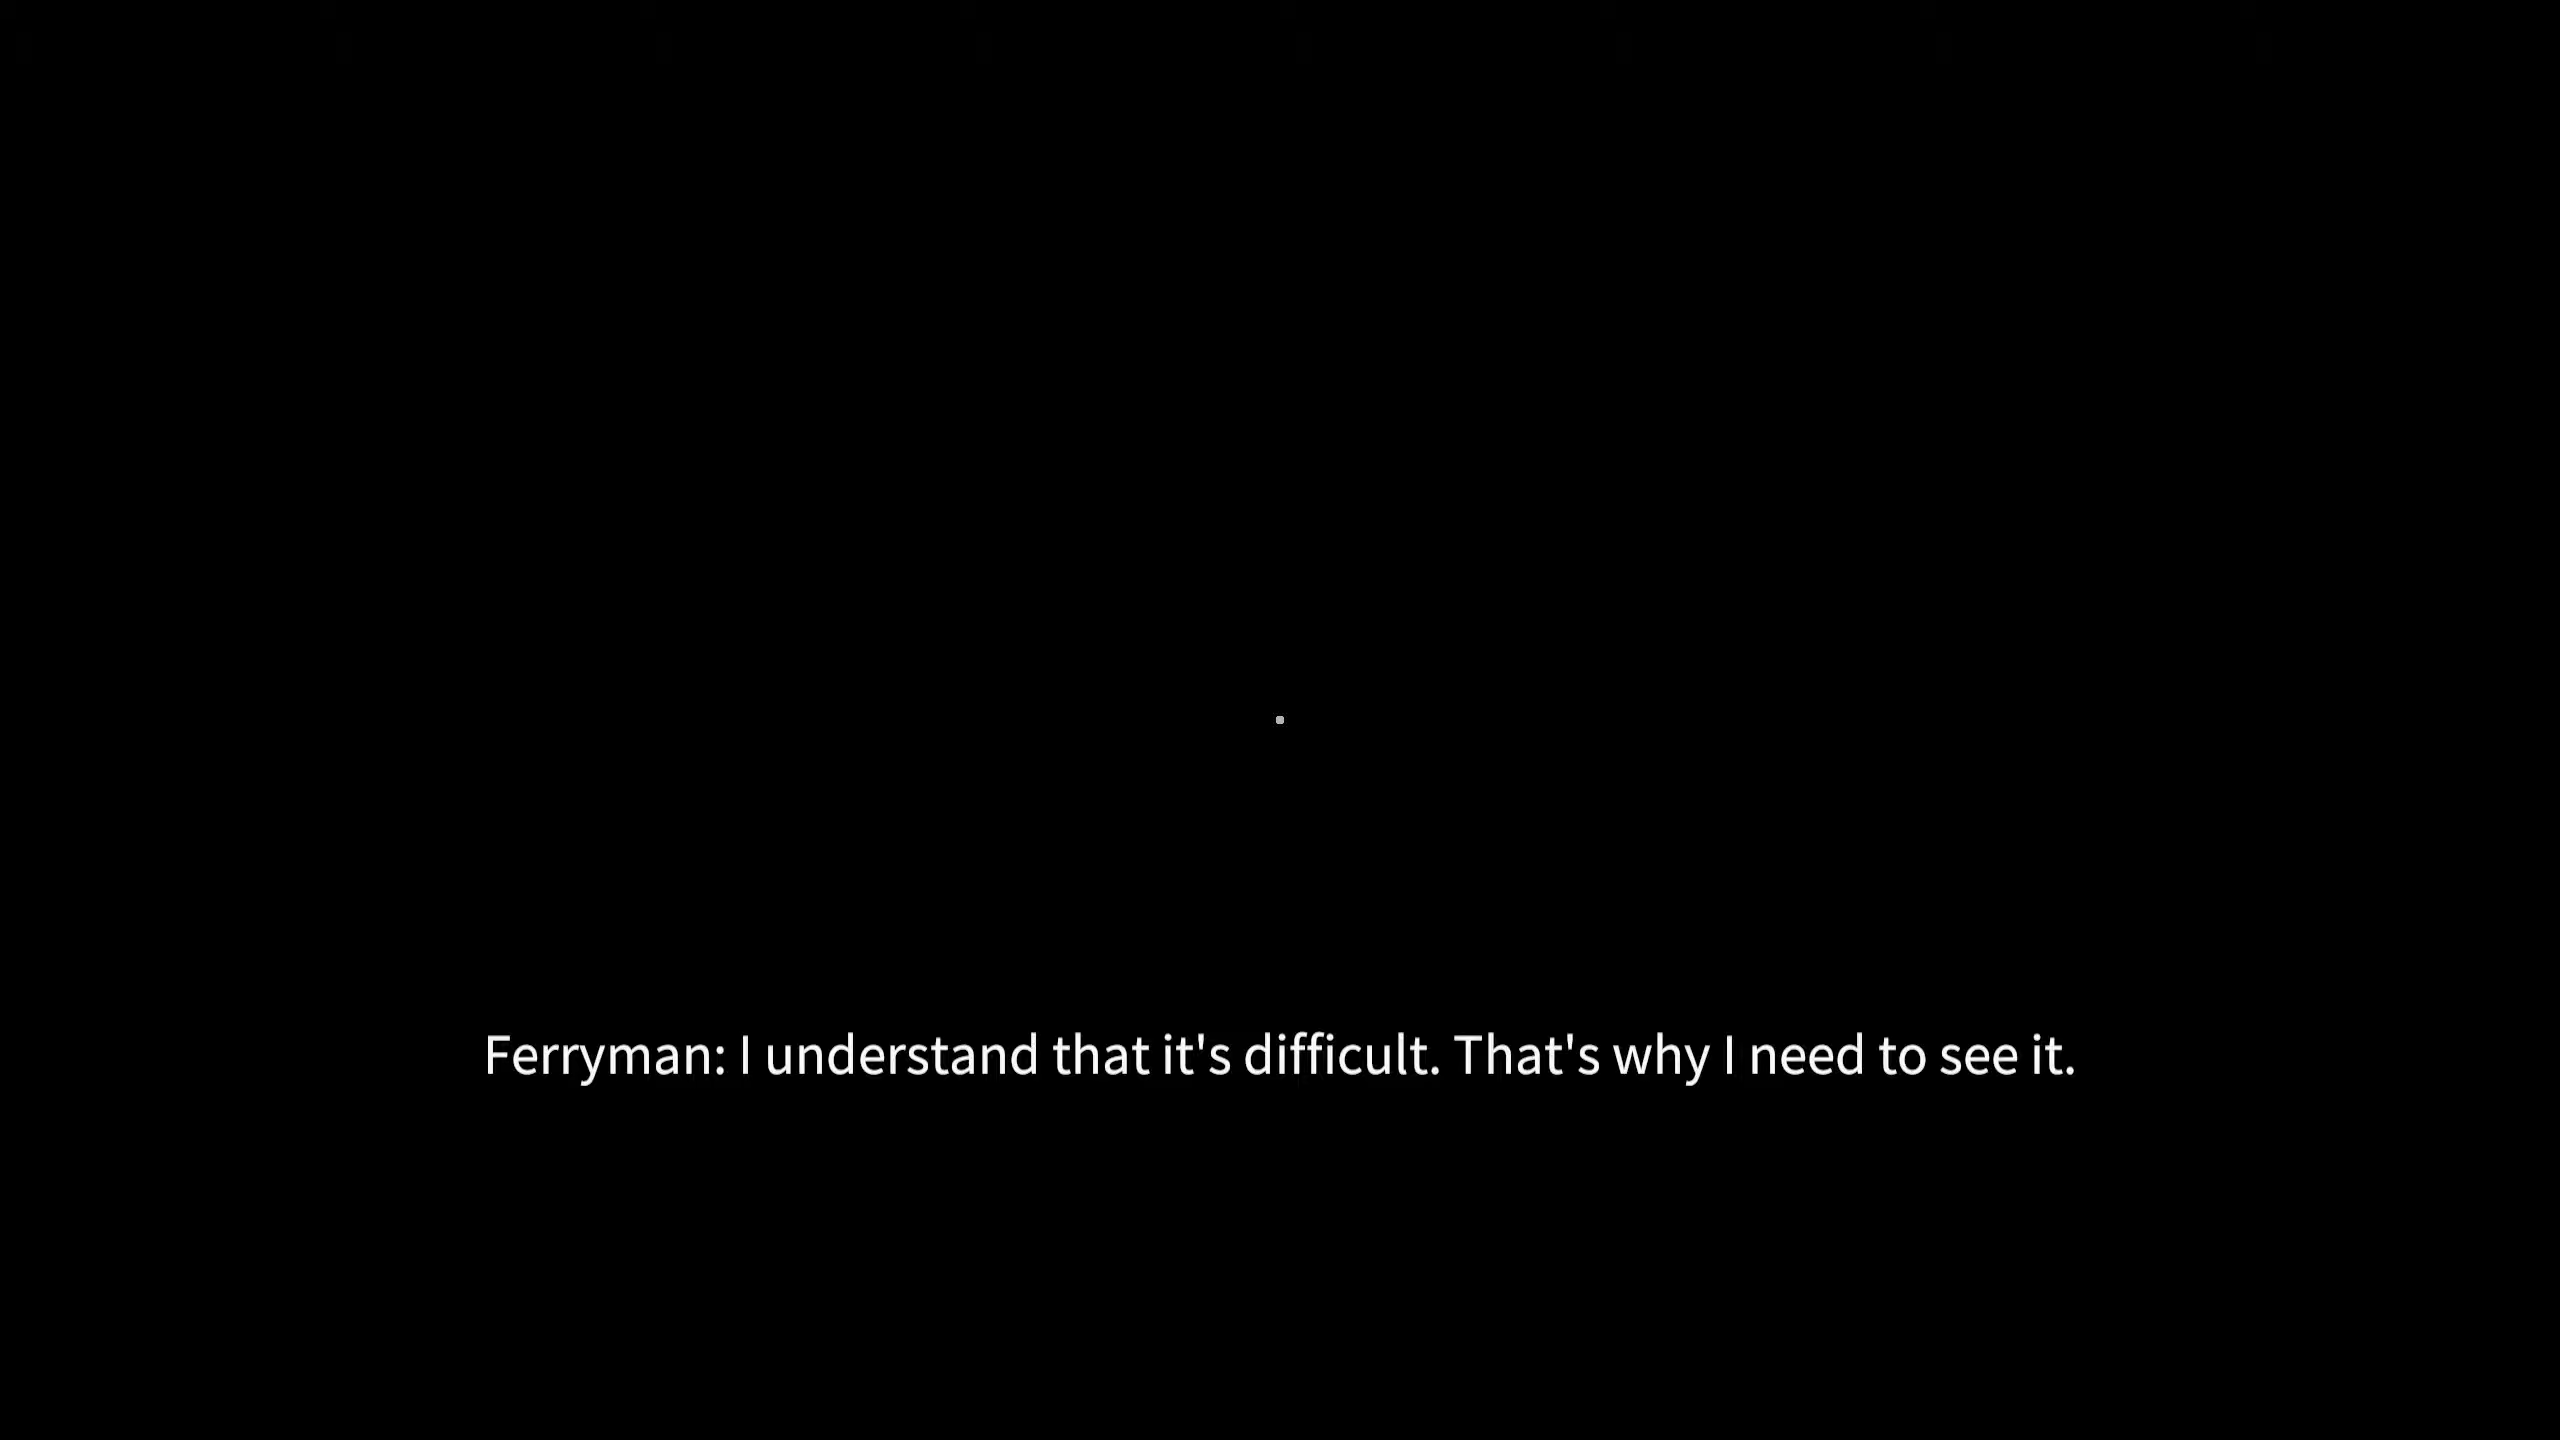 Ferryman: I understand that it's difficult. That's why I need to see it.